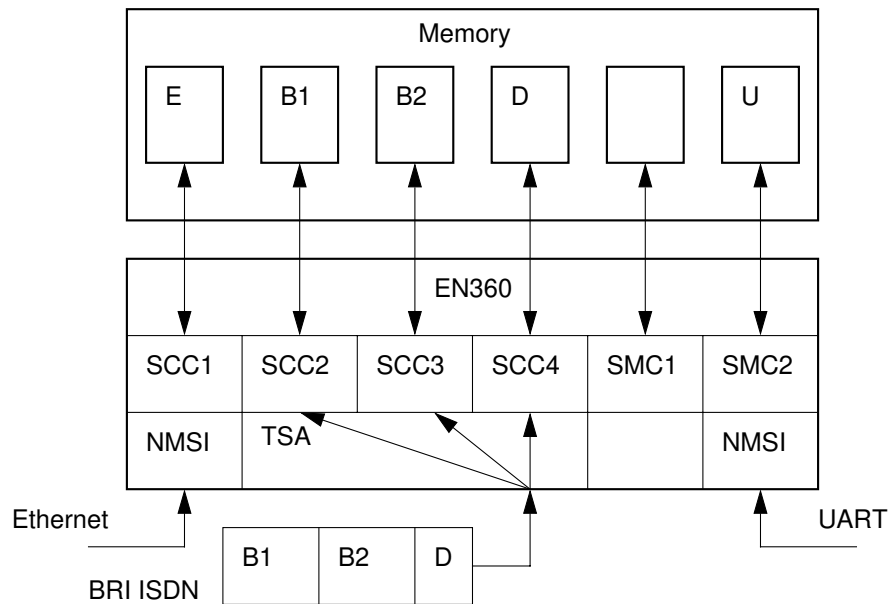 Memory
E B1 B2 D U
EN360
SCC1 SCC2 SCC3 SCC4 SMC1 SMC2
NMSI TSA NMSI
Ethernet UART
B1 B2 D
BRI ISDN